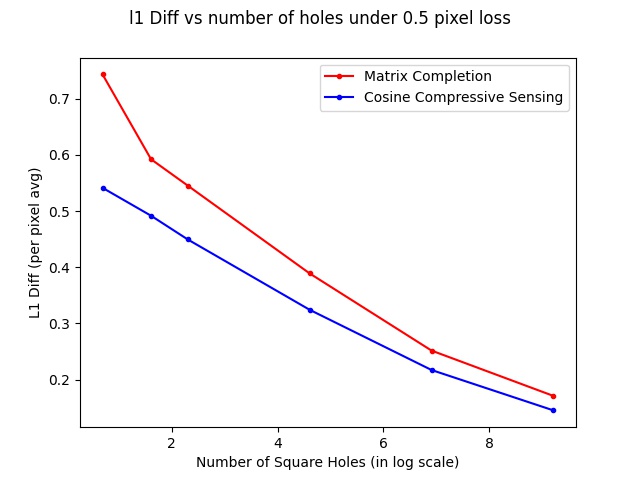 l1 Diff vs number of holes under 0.5 pixel loss
Matrix Completion
Cosine Compressive Sensing
L1 Diff (per pixel avg)
0.7
0.6
0.5
0.4
0.3
0.2
2
4
6
8
Number of Square Holes (in log scale)